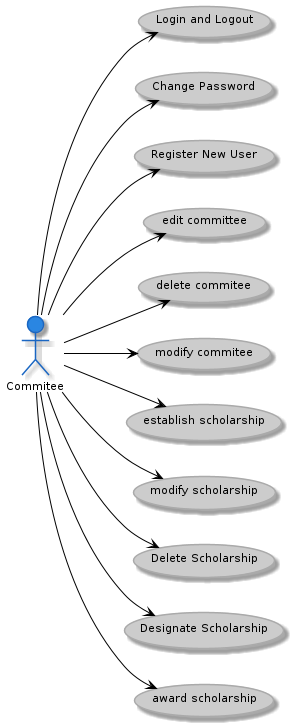 Login and Logout
Change Password
Register New User
edit committee
delete commitee
modify commitee
Commitee
establish scholarship
modify scholarship
Delete Scholarship
Designate Scholarship
award scholarship